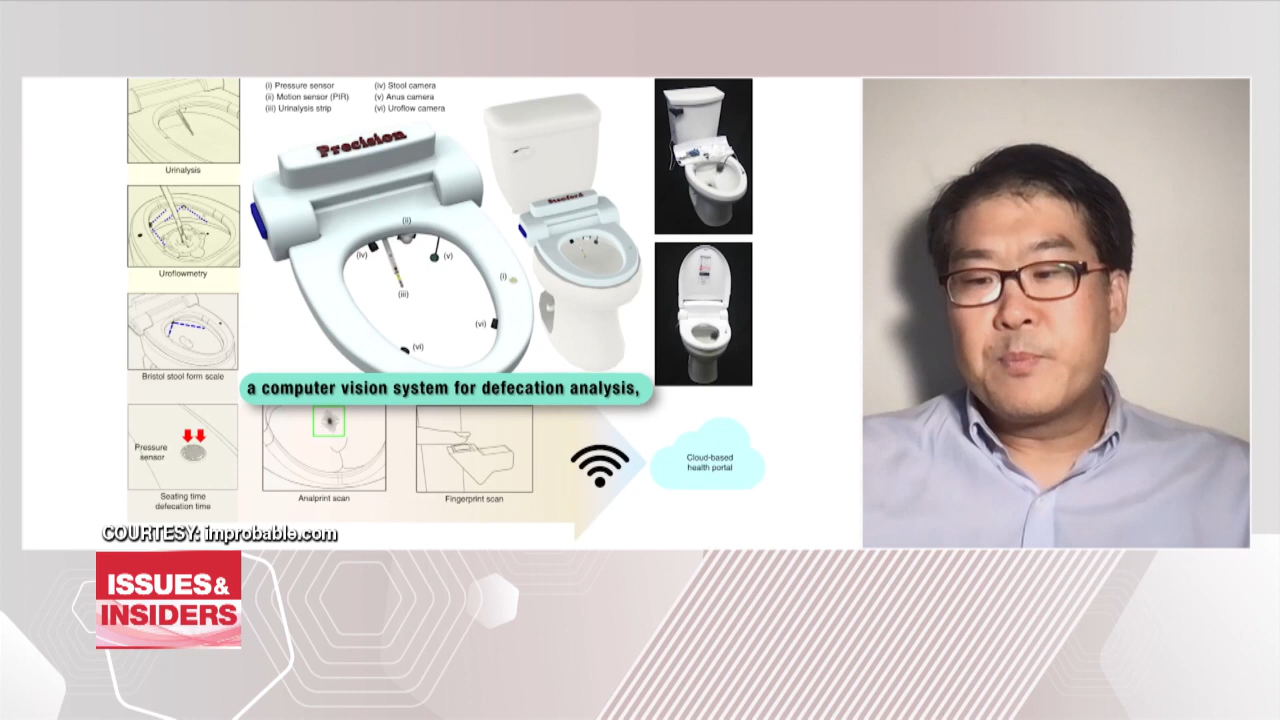 (i) Pressure sensor
(ii) Motion sensor (PIR)
(iii) Urinalysis strip
(iv) Stool camera
(v) Anus camera
(vi) Uroflow camera
Urinalysis
Uroflowmetry
Bristol stool form scale
Pressure
sensor
Seating time
defecation time
Precision
(ii)
(iv)
(v)
(i)
(iii)
(vi)
(vi)
Stanford
a computer vision system for defecation analysis,
Analprint scan
Fingerprint scan
Cloud-based
health portal
COURTESY: improbable.com
ISSUES&
INSIDERS